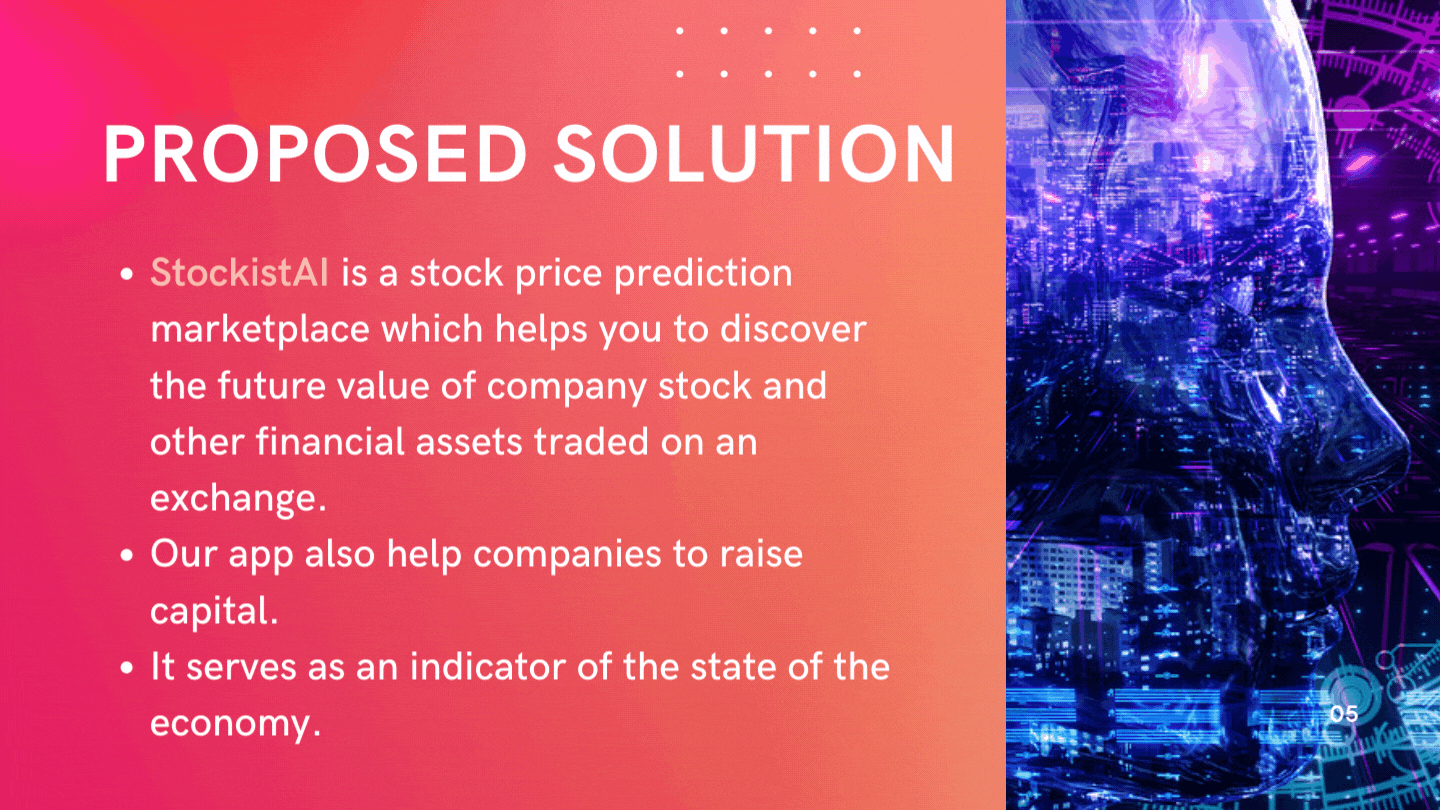 PROPOSED SOLUTION
• StockistAI is a stock price prediction
marketplace which helps you to discover
the future value of company stock and
other financial assets traded on an
exchange.
• Our app also help companies to raise
capital.
• It serves as an indicator of the state of the
economy.
05